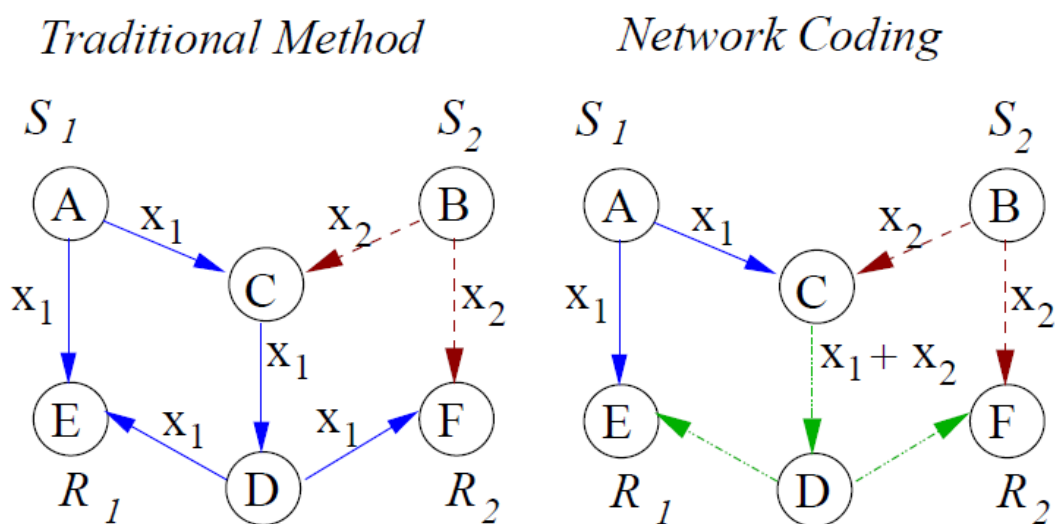 Traditional Method
S1
S2
A
B
x1
x2
C
x1
x2
x1
E
x1
x1
F
D
R1
R2
Network Coding
S1
S2
A
B
x1
x2
C
x1
x2
x1 + x2
E
F
D
R1
R2